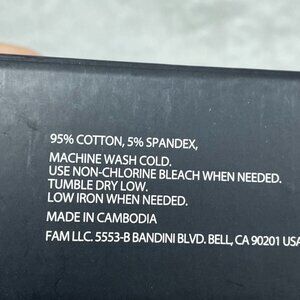 95% COTTON, 5% SPANDEX,
MACHINE WASH COLD.
USE NON-CHLORINE BLEACH WHEN NEEDED.
TUMBLE DRY LOW.
LOW IRON WHEN NEEDED.
MADE IN CAMBODIA
FAM LLC. 5553-B BANDINI BLVD. BELL, CA 90201 USA